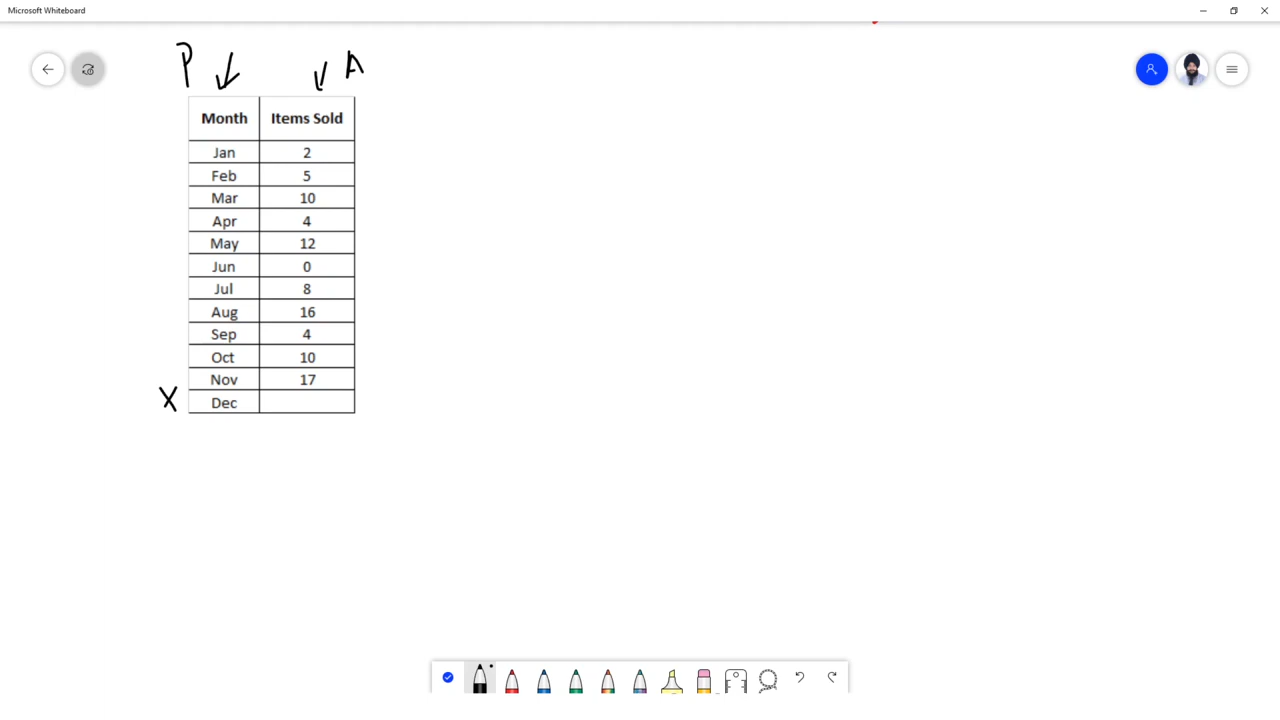 Microsoft Whiteboard
P A
Month Items Sold
Jan 2
Feb 5
Mar 10
Apr 4
May 12
Jun 0
Jul 8
Aug 16
Sep 4
Oct 10
Nov 17
X Dec